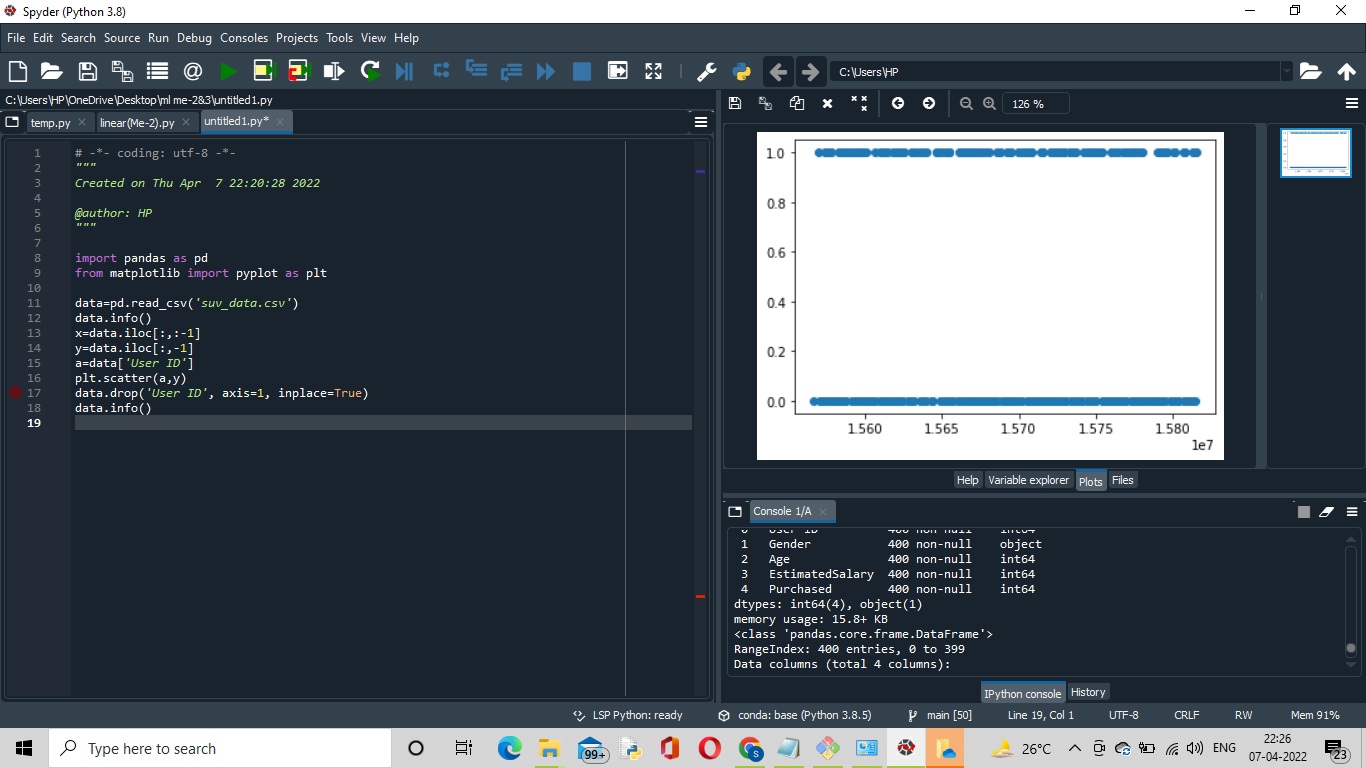 Spyder (Python 3.8)
File Edit Search Source Run Debug Consoles Projects Tools View Help
C:\Users\HP
C:\Users\HP\OneDrive\Desktop\ml me-2&3\untitled1.py
temp.py linear(Me-2).py untitled1.py*
1 # -*- coding: utf-8 -*-
2 """
3 Created on Thu Apr  7 22:20:28 2022
4
5 @author: HP
6 """
7
8 import pandas as pd
9 from matplotlib import pyplot as plt
10
11 data=pd.read_csv('suv_data.csv')
12 data.info()
13 x=data.iloc[:,:-1]
14 y=data.iloc[:,-1]
15 a=data['User ID']
16 plt.scatter(a,y)
17 data.drop('User ID', axis=1, inplace=True)
18 data.info()
19
126 %
1.0
0.8
0.6
0.4
0.2
0.0
1.560 1.565 1.570 1.575 1.580
1e7
Help Variable explorer Plots Files
Console 1/A
0 User ID 400 non-null int64
1 Gender 400 non-null object
2 Age 400 non-null int64
3 EstimatedSalary 400 non-null int64
4 Purchased 400 non-null int64
dtypes: int64(4), object(1)
memory usage: 15.8+ KB
<class 'pandas.core.frame.DataFrame'>
RangeIndex: 400 entries, 0 to 399
Data columns (total 4 columns):
IPython console History
LSP Python: ready conda: base (Python 3.8.5) main [50] Line 19, Col 1 UTF-8 CRLF RW Mem 91%
Type here to search
99+
S
26°C ENG
22:26
07-04-2022
23